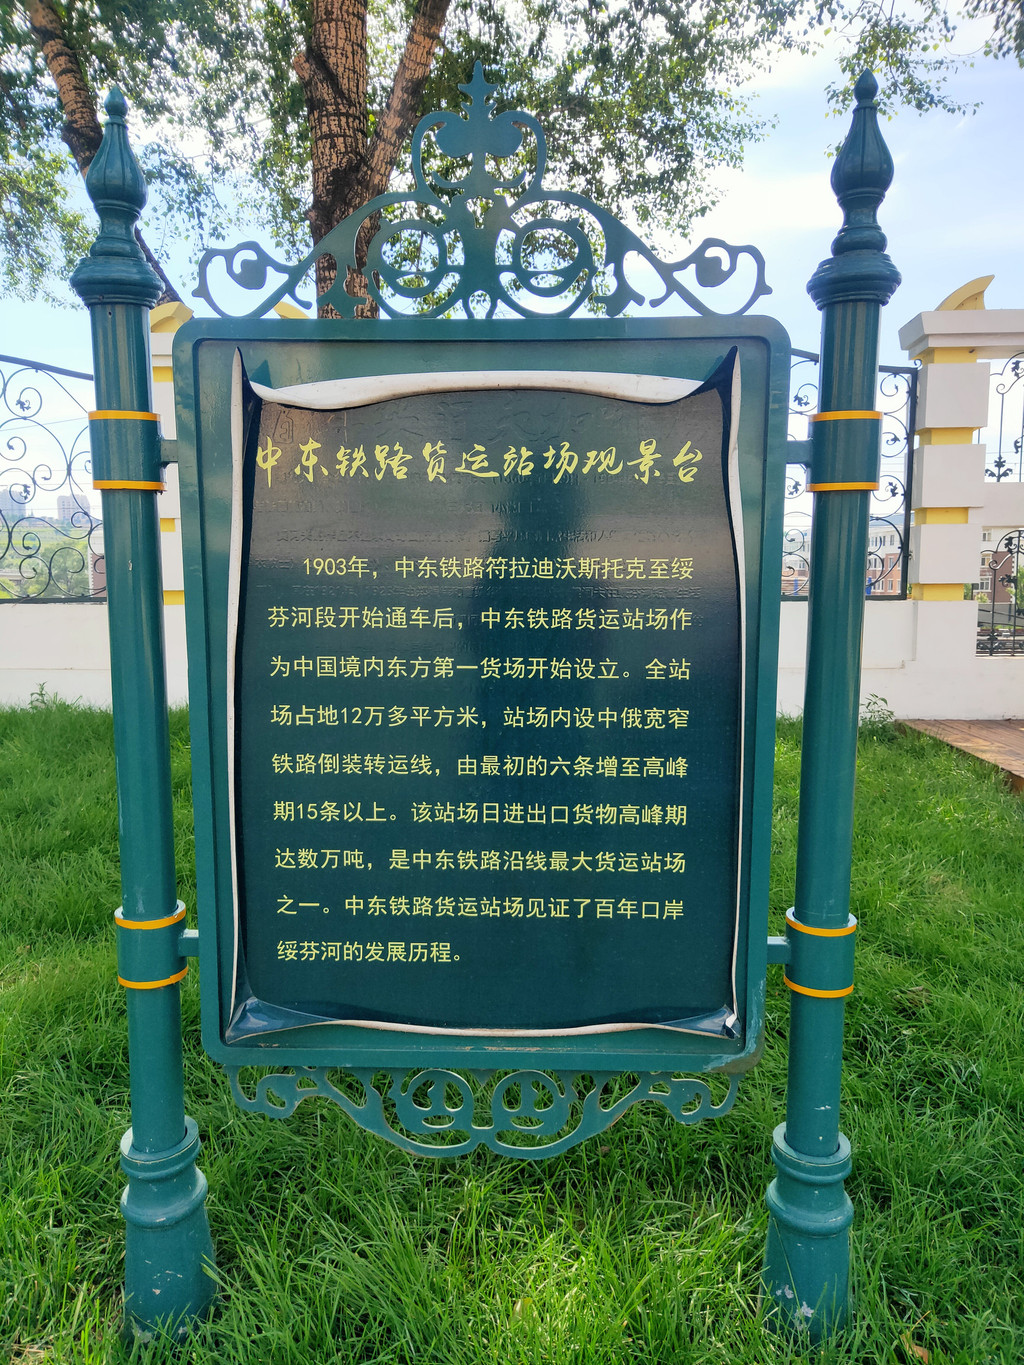 中东铁路货运站场观景台
1903年，中东铁路符拉迪沃斯托克至绥
芬河段开始通车后，中东铁路货运站场作
为中国境内东方第一货场开始设立。全站
场占地12万多平方米，站场内设中俄宽窄
铁路倒装转运线，由最初的六条增至高峰
期15条以上。该站场日进出口货物高峰期
达数万吨，是中东铁路沿线最大货运站场
之一。中东铁路货运站场见证了百年口岸
绥芬河的发展历程。